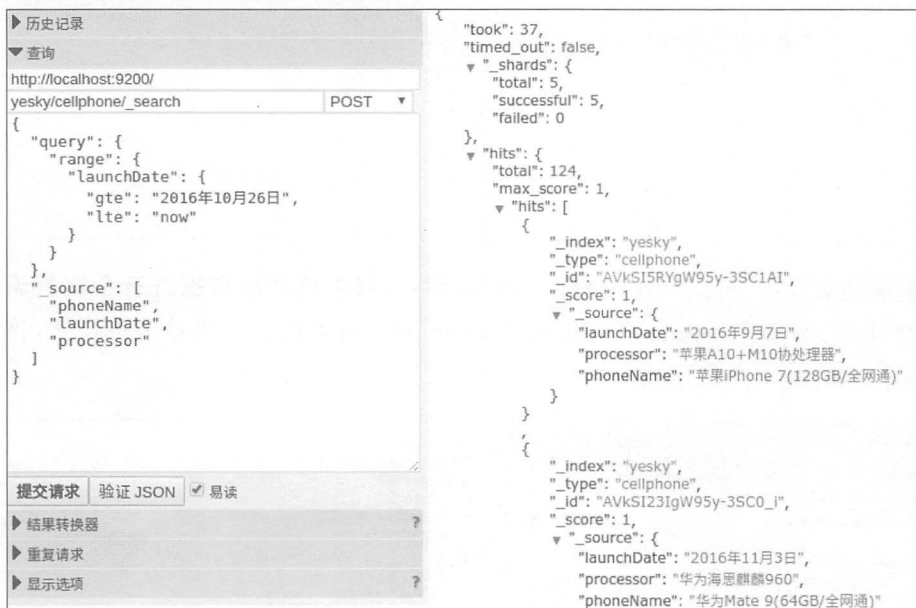 历史记录
查询
http://localhost:9200/
yesky/cellphone/_search
POST
{
"query": {
"range": {
"launchDate": {
"gte": "2016年10月26日",
"lte": "now"
}
}
},
"_source": [
"phoneName",
"launchDate",
"processor"
]
}
提交请求 验证 JSON 易读
结果转换器 ?
重复请求
显示选项 ?
{
"took": 37,
"timed_out": false,
"_shards": {
"total": 5,
"successful": 5,
"failed": 0
},
"hits": {
"total": 124,
"max_score": 1,
"hits": [
{
"_index": "yesky",
"_type": "cellphone",
"_id": "AVkSI5RYgW95y-3SC1AI",
"_score": 1,
"_source": {
"launchDate": "2016年9月7日",
"processor": "苹果A10+M10协处理器",
"phoneName": "苹果iPhone 7(128GB/全网通)"
}
}
,
{
"_index": "yesky",
"_type": "cellphone",
"_id": "AVkSI23IgW95y-3SC0_i",
"_score": 1,
"_source": {
"launchDate": "2016年11月3日",
"processor": "华为海思麒麟960",
"phoneName": "华为Mate 9(64GB/全网通)"